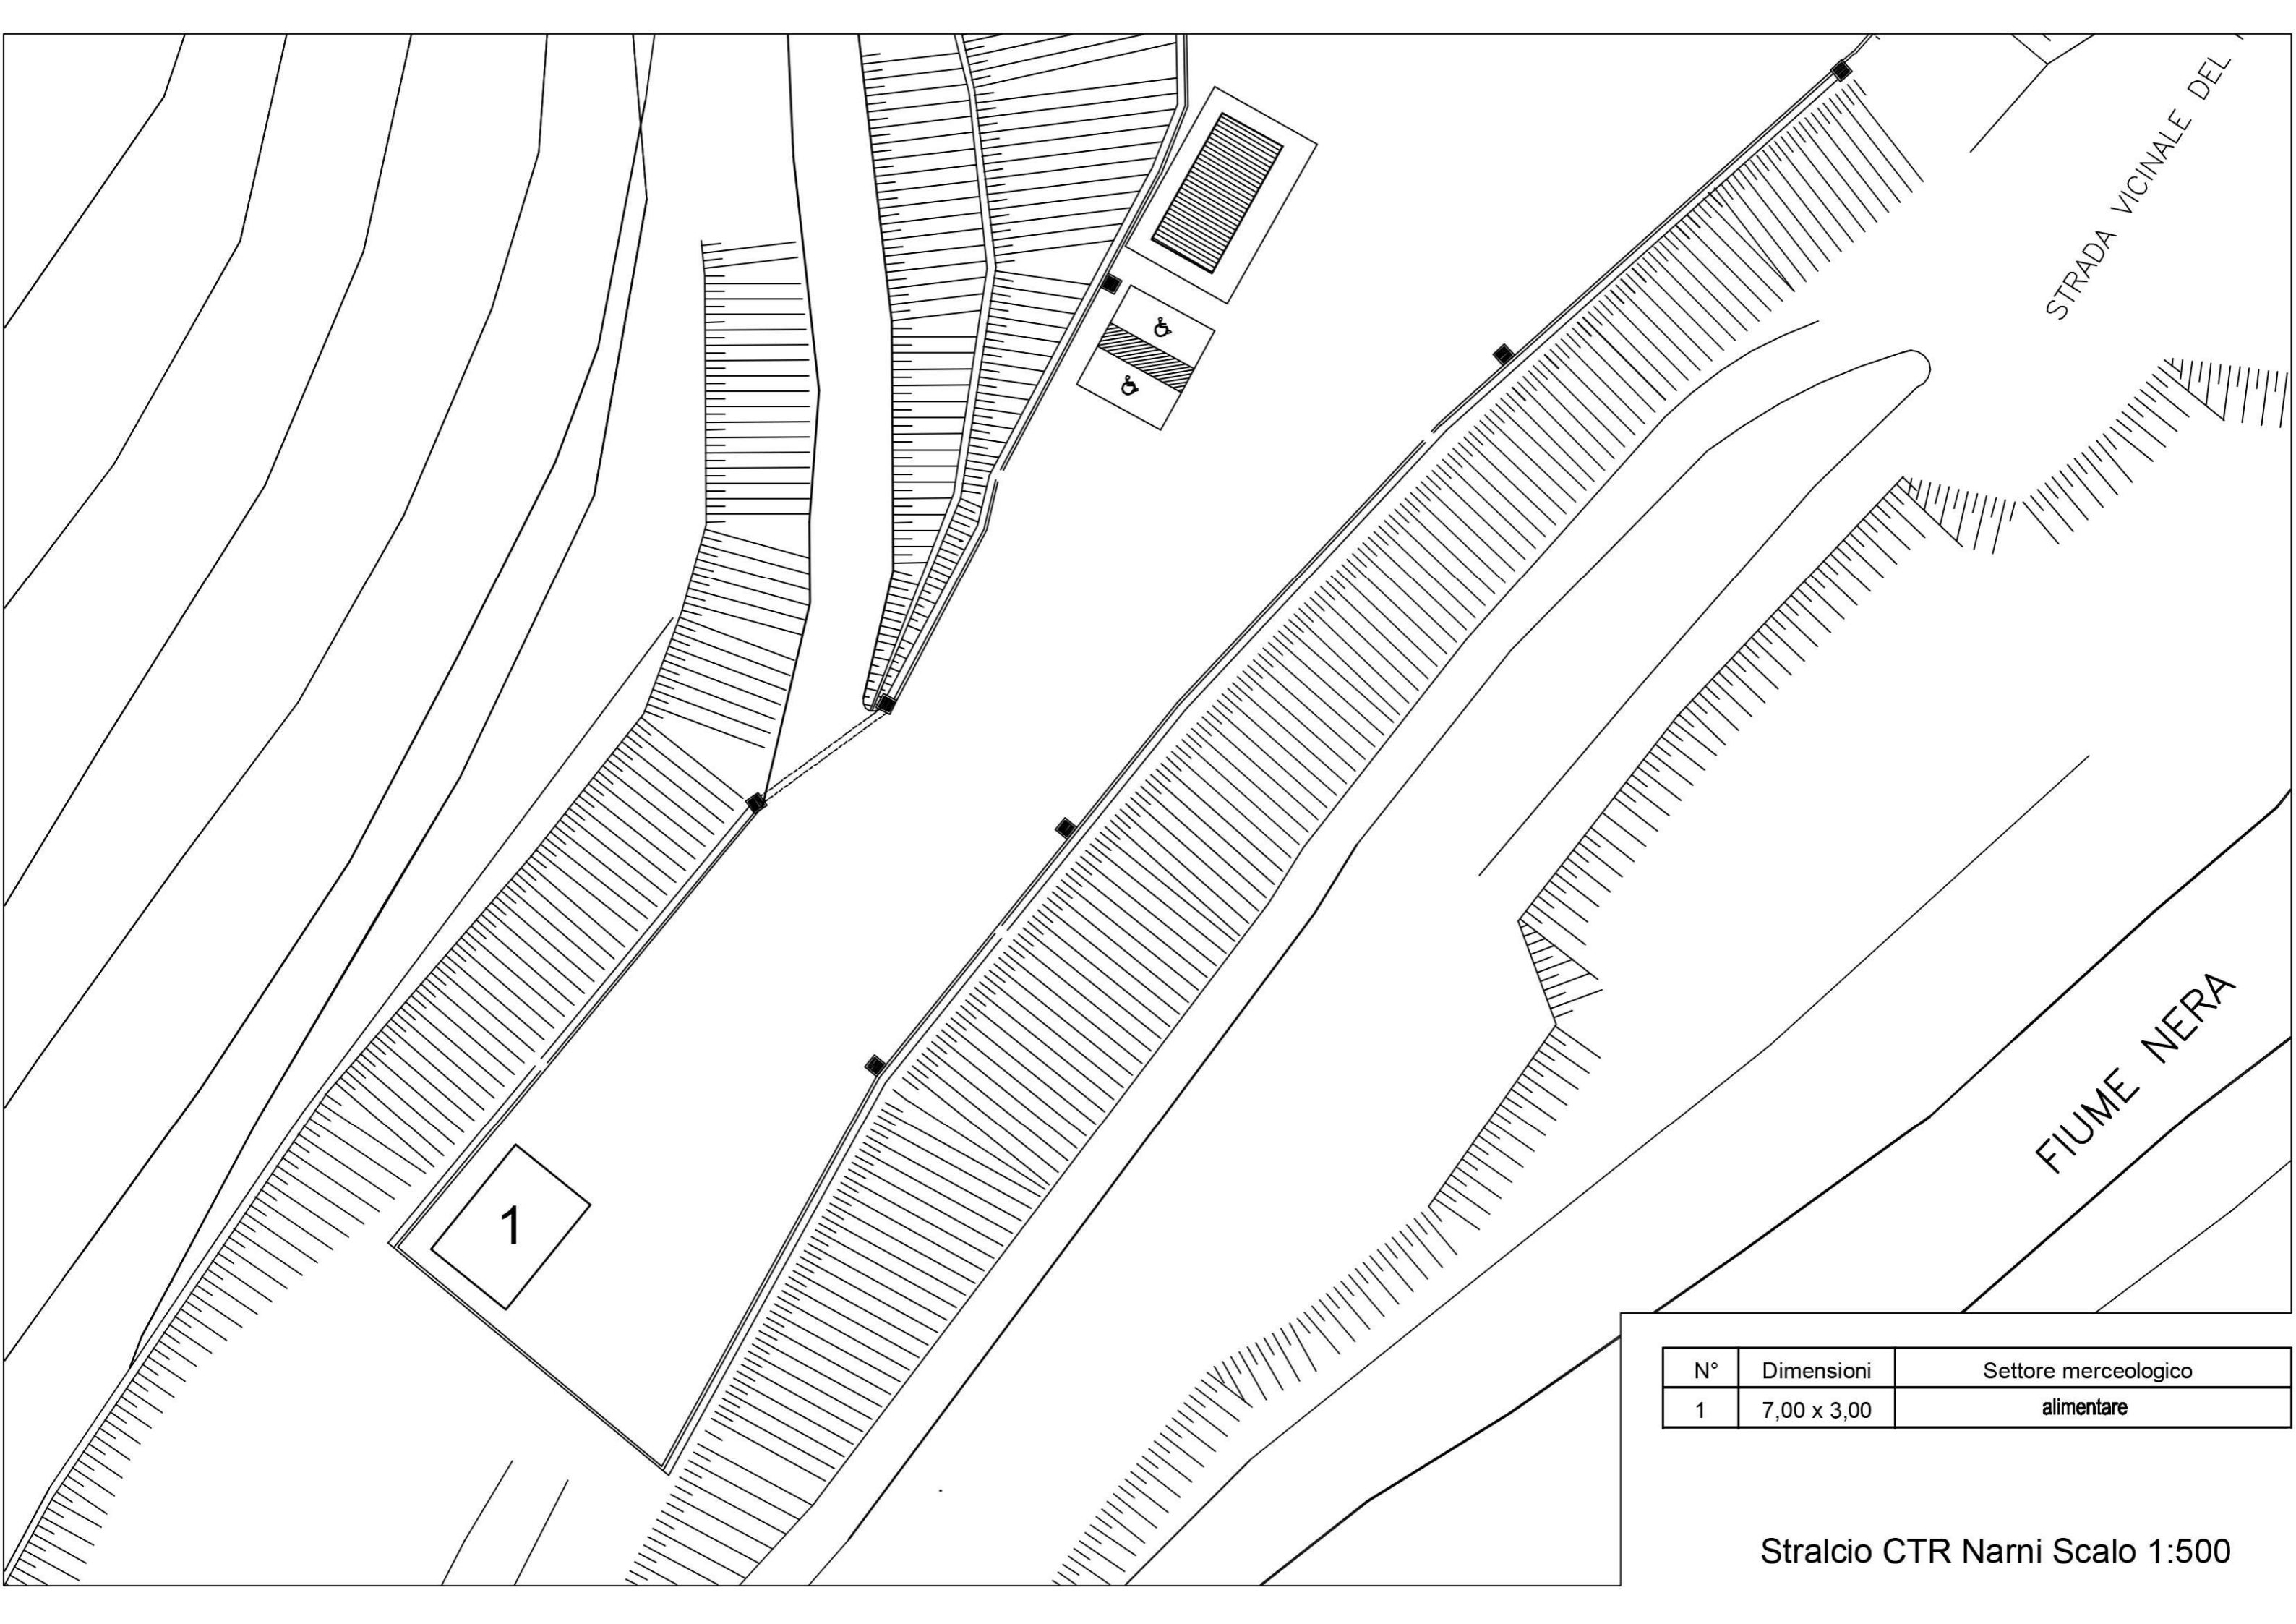 STRADA VICINALE DEL
FIUME NERA
1
N° Dimensioni Settore merceologico
1 7,00 x 3,00 alimentare
Stralcio CTR Narni Scalo 1:500